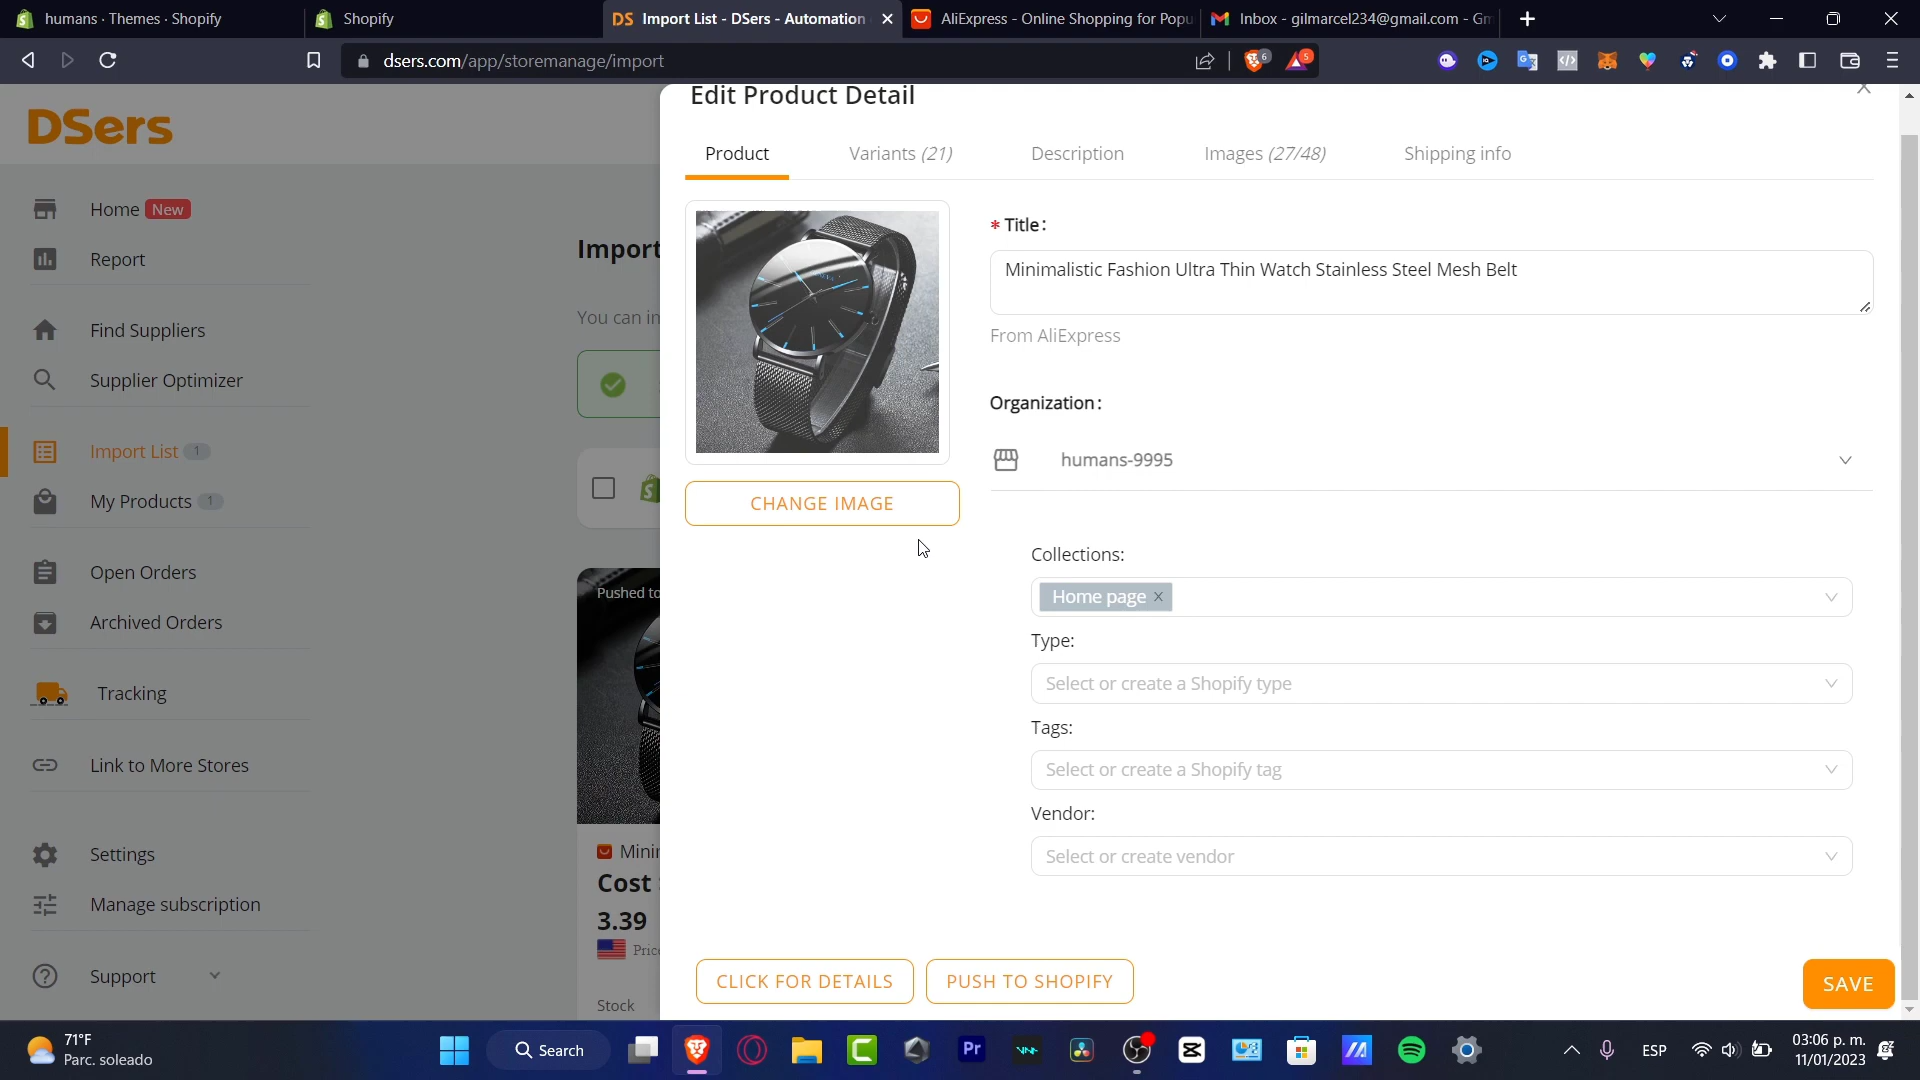 humans · Themes · Shopify
Shopify
DS Import List - DSers - Automation
AliExpress - Online Shopping for Popu
Inbox - gilmarcel234@gmail.com - Gm
dsers.com/app/storemanage/import
6
5
DSers
Home New
Report
Find Suppliers
Supplier Optimizer
Import List 1
My Products 1
Open Orders
Archived Orders
Tracking
Link to More Stores
Settings
Manage subscription
Support
Import
You can in
Pushed to
Minir
Cost
3.39
Pric
Stock
Edit Product Detail
Product
Variants (21)
Description
Images (27/48)
Shipping info
CHANGE IMAGE
* Title:
Minimalistic Fashion Ultra Thin Watch Stainless Steel Mesh Belt
From AliExpress
Organization:
humans-9995
Collections:
Home page ×
Type:
Select or create a Shopify type
Tags:
Select or create a Shopify tag
Vendor:
Select or create vendor
CLICK FOR DETAILS
PUSH TO SHOPIFY
SAVE
71°F
Parc. soleado
Search
Pr
ESP
03:06 p. m.
11/01/2023